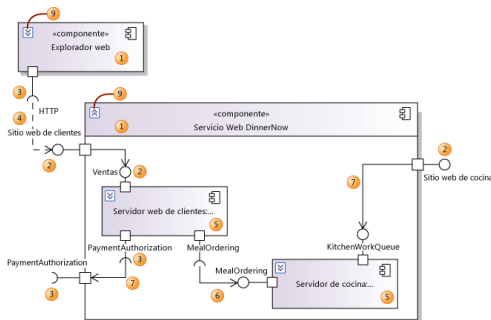 9
«componente»
Explorador web
1
3
HTTP
4
Sitio web de clientes
2
9
«componente»
1
Servicio Web DinnerNow
2
Sitio web de cocina
Ventas
2
7
Servidor web de clientes:...
5
PaymentAuthorization
3
MealOrdering
KitchenWorkQueue
PaymentAuthorization
3
7
6
MealOrdering
Servidor de cocina:...
5